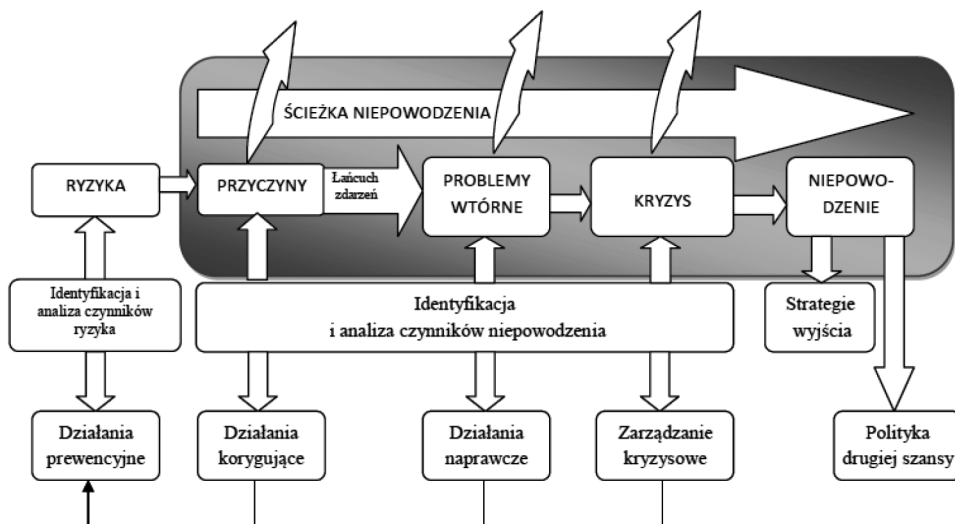 ŚCIEŻKA NIEPOWODZENIA
RYZYKA
PRZYCZYNY
Łańcuch
zdarzeń
PROBLEMY
WTÓRNE
KRYZYS
NIEPOWO-
DZENIE
Identyfikacja i
analiza czynników
ryzyka
Identyfikacja
i analiza czynników niepowodzenia
Strategie
wyjścia
Działania
prewencyjne
Działania
korygujące
Działania
naprawcze
Zarządzanie
kryzysowe
Polityka
drugiej szansy